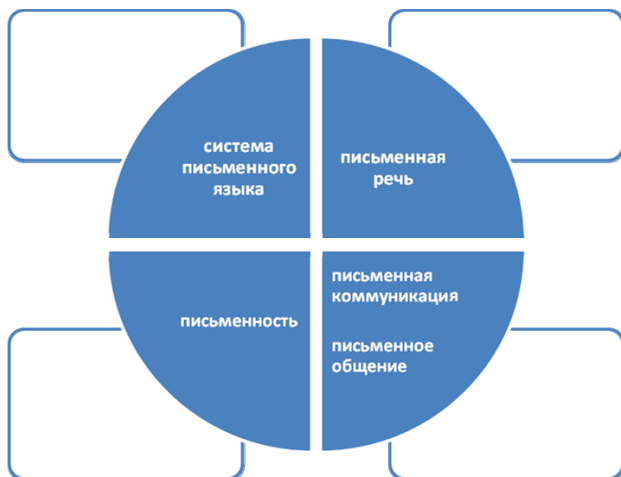 система
письменного
языка
письменная
речь
письменность
письменная
коммуникация
письменное
общение